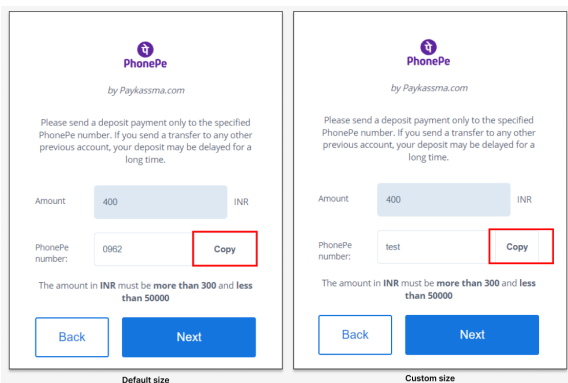 पे
PhonePe
by Paykassma.com
Please send a deposit payment only to the specified
PhonePe number. If you send a transfer to any other
previous account, your deposit may be delayed for a
long time.
Amount 400 INR
PhonePe number: 0962 Copy
The amount in INR must be more than 300 and less
than 50000
Back Next
Default size
पे
PhonePe
by Paykassma.com
Please send a deposit payment only to the specified
PhonePe number. If you send a transfer to any other
previous account, your deposit may be delayed for a
long time.
Amount 400 INR
PhonePe number: test Copy
The amount in INR must be more than 300 and less
than 50000
Back Next
Custom size